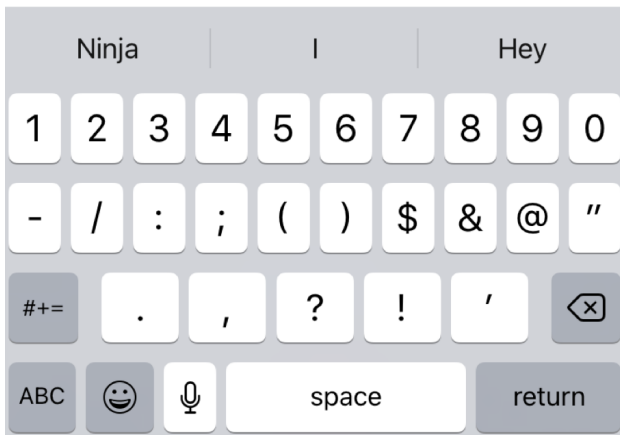 Ninja I Hey
1 2 3 4 5 6 7 8 9 0
- / : ; ( ) $ & @ "
#+= . , ? ! '
ABC space return